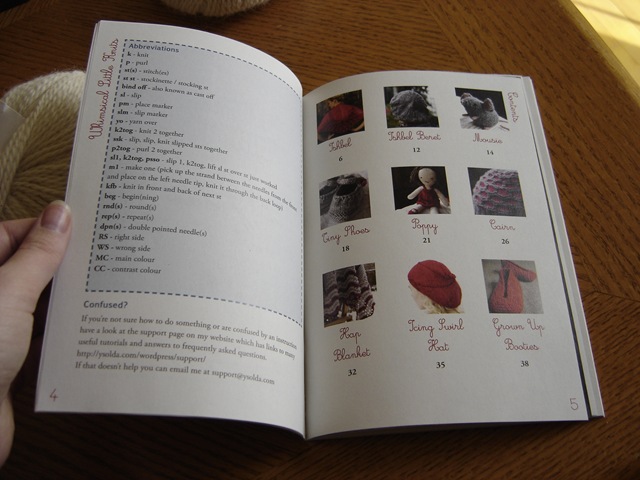 Whimsical Little Knits
Abbreviations
k - knit
p - purl
st(s) - stitch(es)
st st - stockinette / stocking st
bind off - also known as cast off
sl - slip
pm - place marker
slm - slip marker
yo - yarn over
k2tog - knit 2 together
ssk - slip, slip, knit slipped sts together
p2tog - purl 2 together
sl1, k2tog, psso - slip 1, k2tog, lift sl st over st just worked
m1 - make one (pick up the strand between the needles from the front
and place on the left needle tip, knit it through the back loop)
kfb - knit in front and back of next st
beg - begin(ning)
rnd(s) - round(s)
rep(s) - repeat(s)
dpn(s) - double pointed needle(s)
RS - right side
WS - wrong side
MC - main colour
CC - contrast colour
Confused?
If you're not sure how to do something or are confused by an instruction
have a look at the support page on my website which has links to many
useful tutorials and answers to frequently asked questions.
http://ysolda.com/wordpress/support/
If that doesn't help you can email me at support@ysolda.com
4
Contents
Ishbel
6
Ishbel Beret
12
Mousie
14
Tiny Shoes
18
Poppy
21
Cairn
26
Hap
Blanket
32
Icing Swirl
Hat
35
Grown Up
Booties
38
5